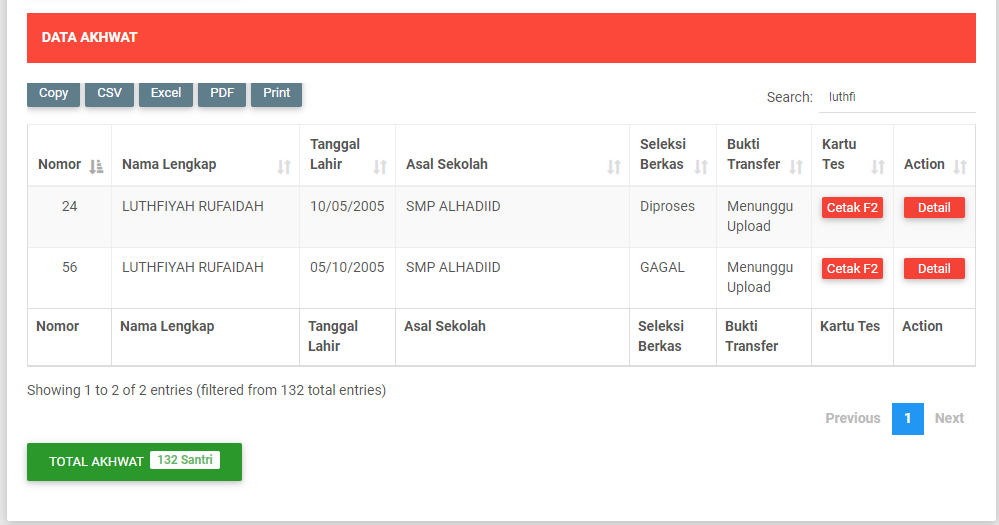 DATA AKHWAT
Copy CSV Excel PDF Print
Search: luthfi
Nomor Nama Lengkap Tanggal Lahir Asal Sekolah Seleksi Berkas Bukti Transfer Kartu Tes Action
24 LUTHFIYAH RUFAIDAH 10/05/2005 SMP ALHADIID Diproses Menunggu Upload Cetak F2 Detail
56 LUTHFIYAH RUFAIDAH 05/10/2005 SMP ALHADIID GAGAL Menunggu Upload Cetak F2 Detail
Nomor Nama Lengkap Tanggal Lahir Asal Sekolah Seleksi Berkas Bukti Transfer Kartu Tes Action
Showing 1 to 2 of 2 entries (filtered from 132 total entries)
Previous 1 Next
TOTAL AKHWAT 132 Santri